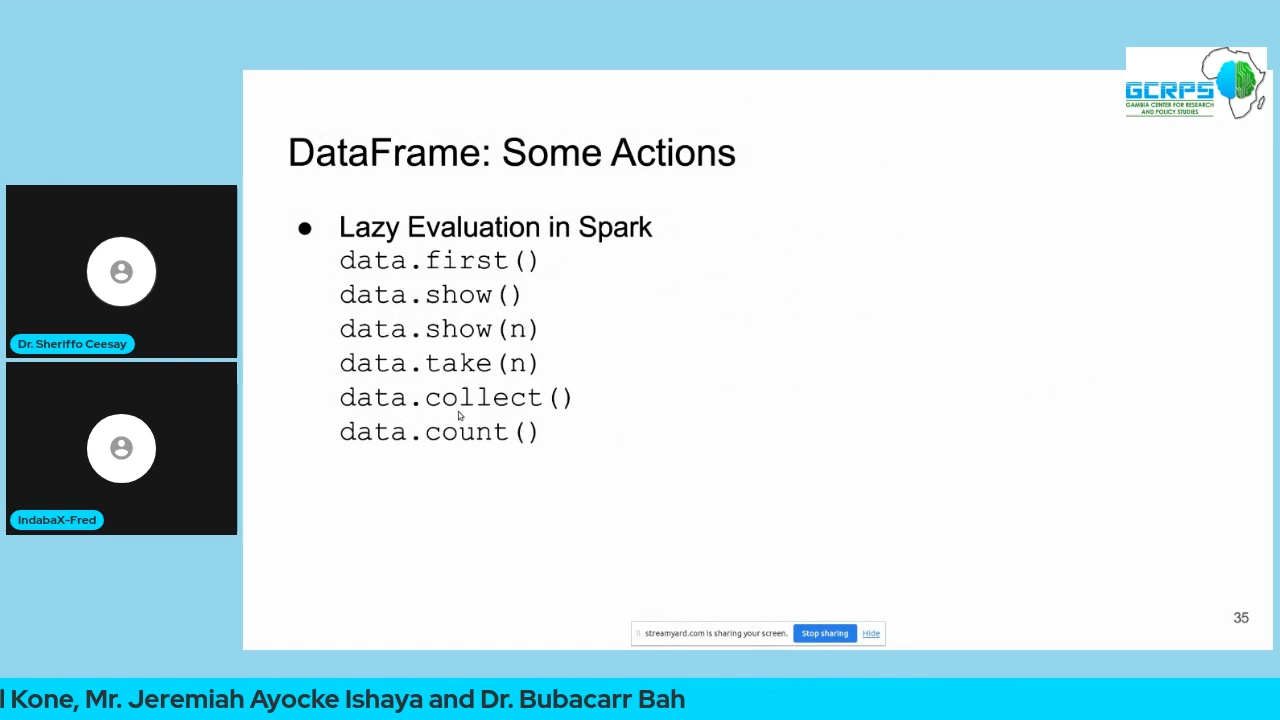 GCRPS
GAMBIA CENTER FOR RESEARCH
AND POLICY STUDIES
DataFrame: Some Actions
● Lazy Evaluation in Spark
data.first()
data.show()
data.show(n)
data.take(n)
data.collect()
data.count()
Dr. Sheriffo Ceesay
IndabaX-Fred
35
streamyard.com is sharing your screen. Stop sharing Hide
l Kone, Mr. Jeremiah Ayocke Ishaya and Dr. Bubacarr Bah